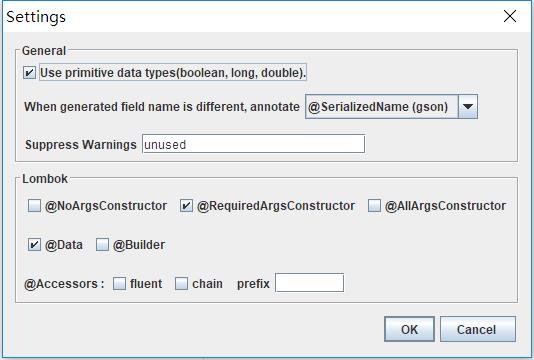 Settings
General
Use primitive data types(boolean, long, double).
When generated field name is different, annotate @SerializedName (gson)
Suppress Warnings unused
Lombok
@NoArgsConstructor @RequiredArgsConstructor @AllArgsConstructor
@Data @Builder
@Accessors : fluent chain prefix
OK Cancel